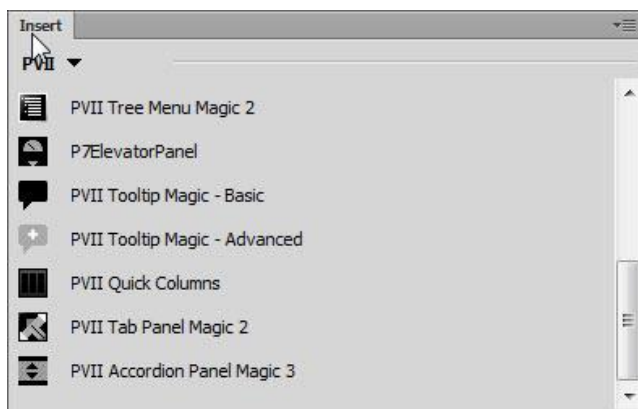 Insert
PVII
PVII Tree Menu Magic 2
P7ElevatorPanel
PVII Tooltip Magic - Basic
PVII Tooltip Magic - Advanced
PVII Quick Columns
PVII Tab Panel Magic 2
PVII Accordion Panel Magic 3